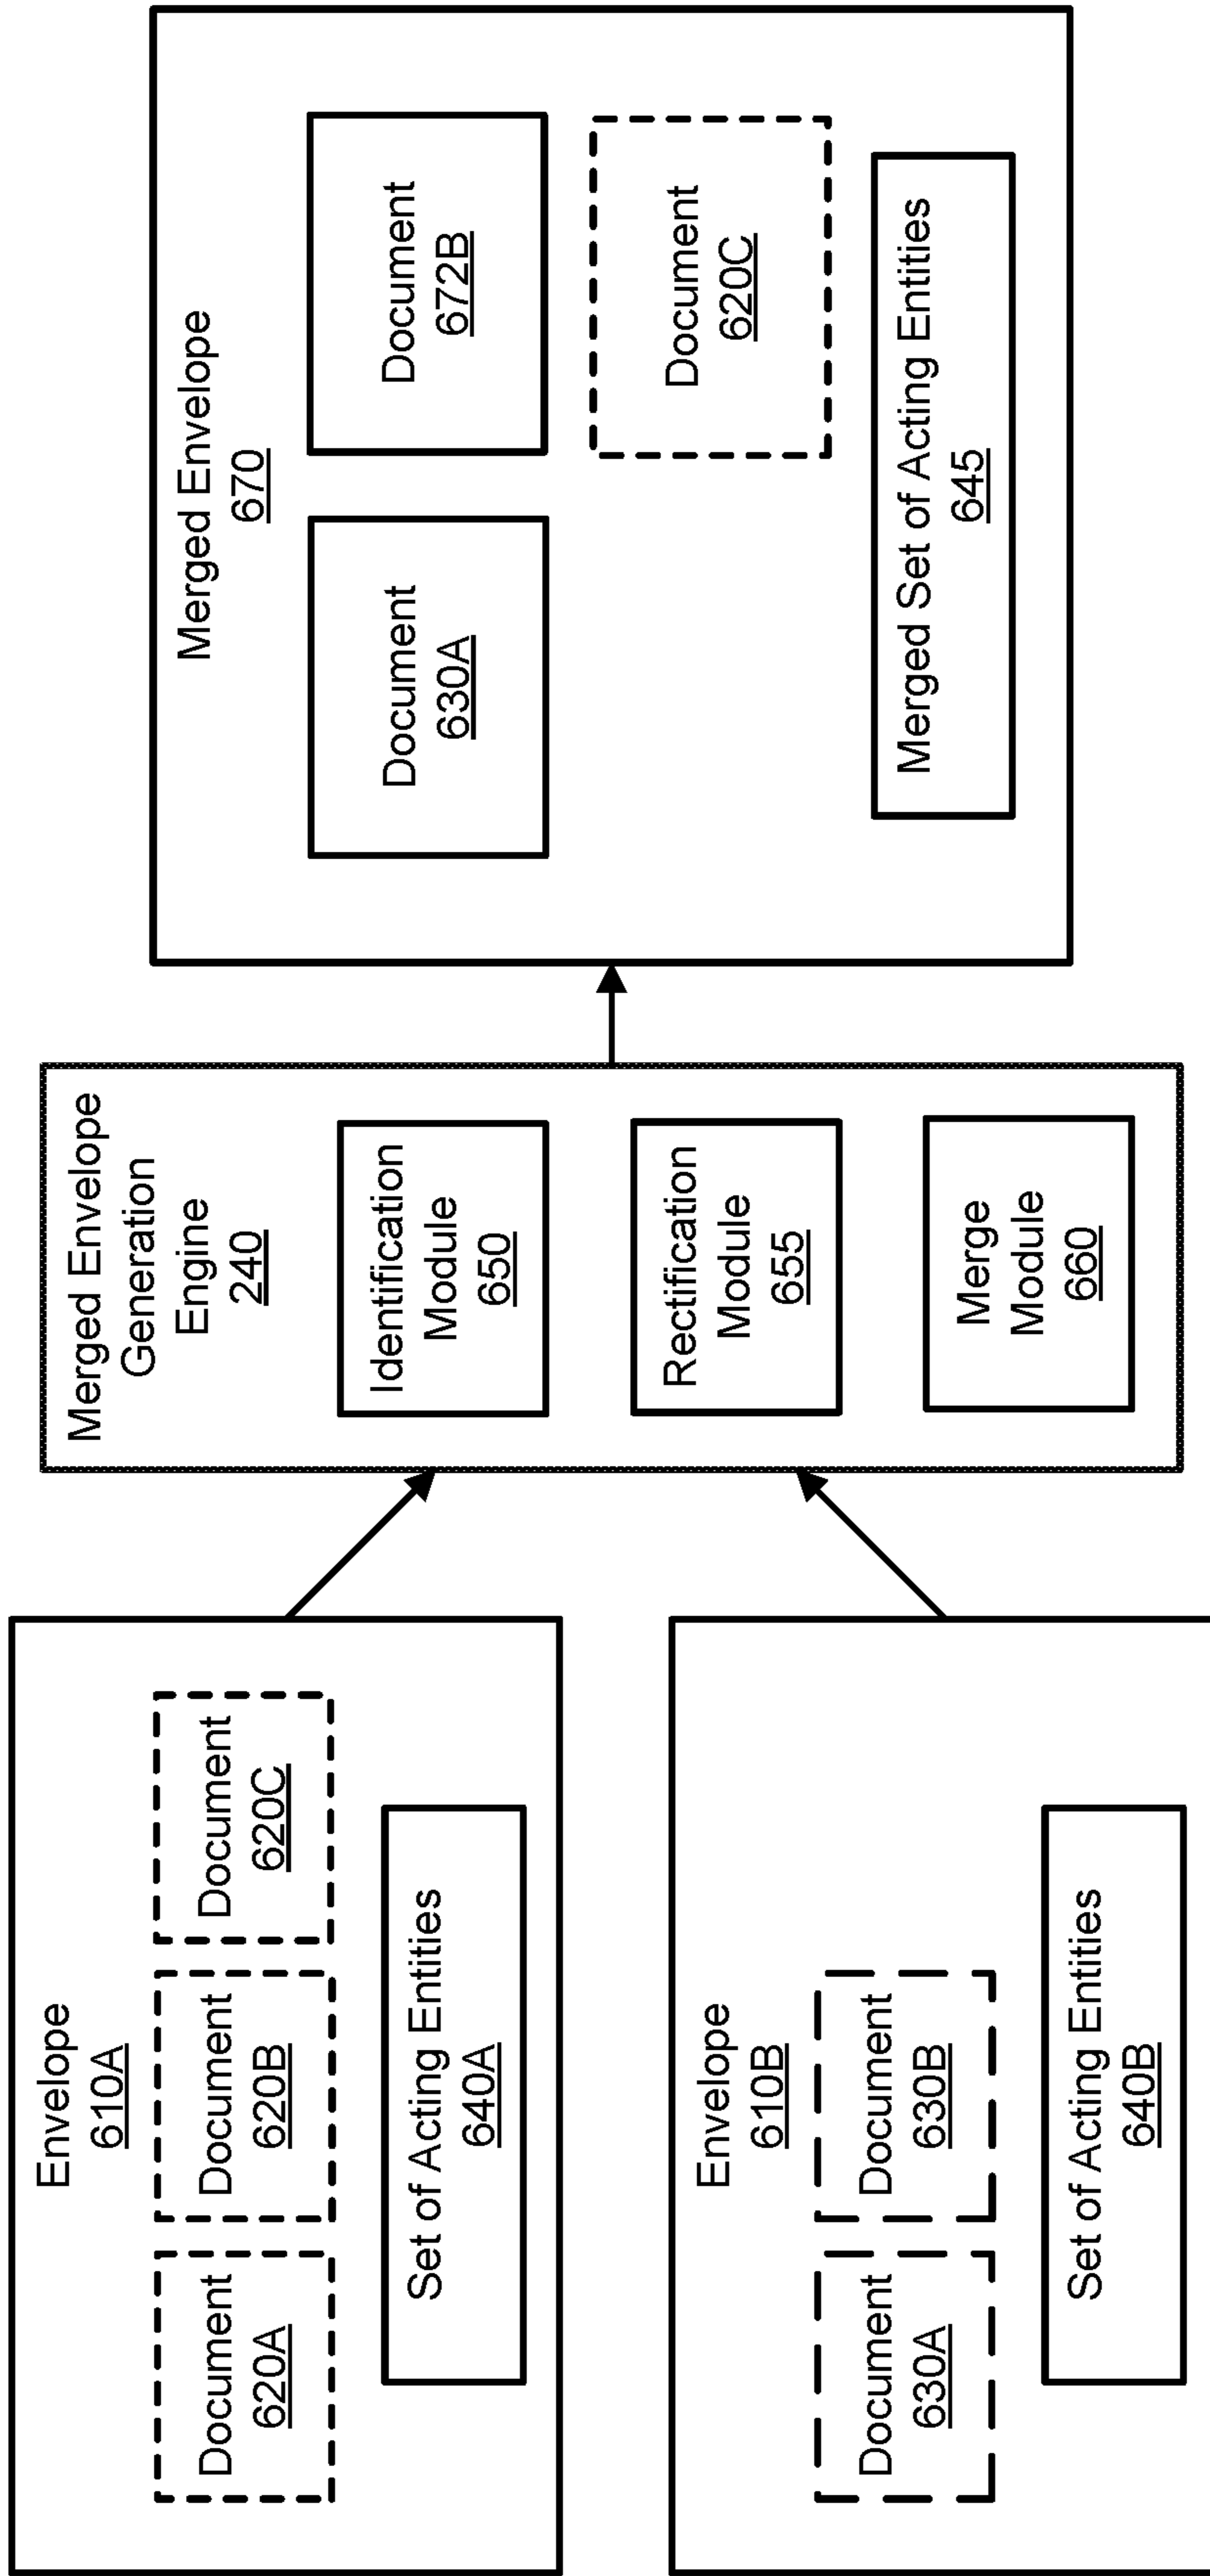 Envelope
610A
Document
620A
Document
620B
Document
620C
Set of Acting Entities
640A
Envelope
610B
Document
630A
Document
630B
Set of Acting Entities
640B
Merged Envelope
Generation
Engine
240
Identification
Module
650
Rectification
Module
655
Merge
Module
660
Merged Envelope
670
Document
630A
Document
672B
Document
620C
Merged Set of Acting Entities
645